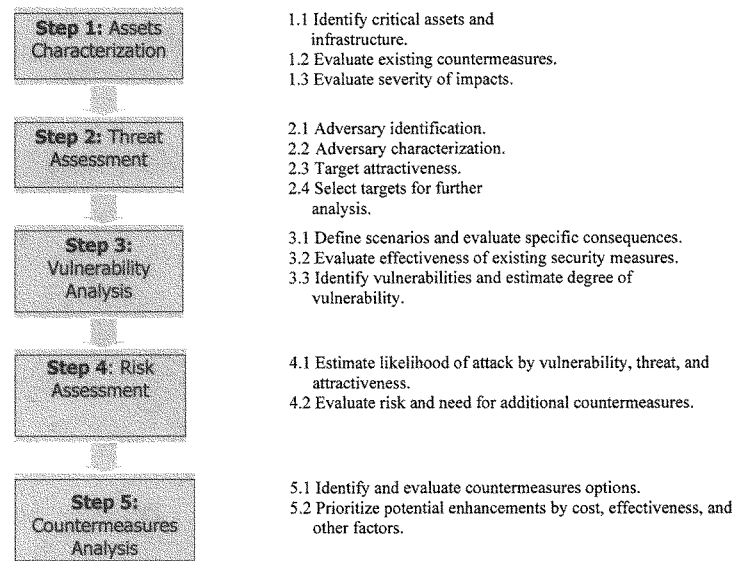 Step 1: Assets
Characterization
1.1 Identify critical assets and
infrastructure.
1.2 Evaluate existing countermeasures.
1.3 Evaluate severity of impacts.
Step 2: Threat
Assessment
2.1 Adversary identification.
2.2 Adversary characterization.
2.3 Target attractiveness.
2.4 Select targets for further
analysis.
Step 3:
Vulnerability
Analysis
3.1 Define scenarios and evaluate specific consequences.
3.2 Evaluate effectiveness of existing security measures.
3.3 Identify vulnerabilities and estimate degree of
vulnerability.
Step 4: Risk
Assessment
4.1 Estimate likelihood of attack by vulnerability, threat, and
attractiveness.
4.2 Evaluate risk and need for additional countermeasures.
Step 5:
Countermeasures
Analysis
5.1 Identify and evaluate countermeasures options.
5.2 Prioritize potential enhancements by cost, effectiveness, and
other factors.